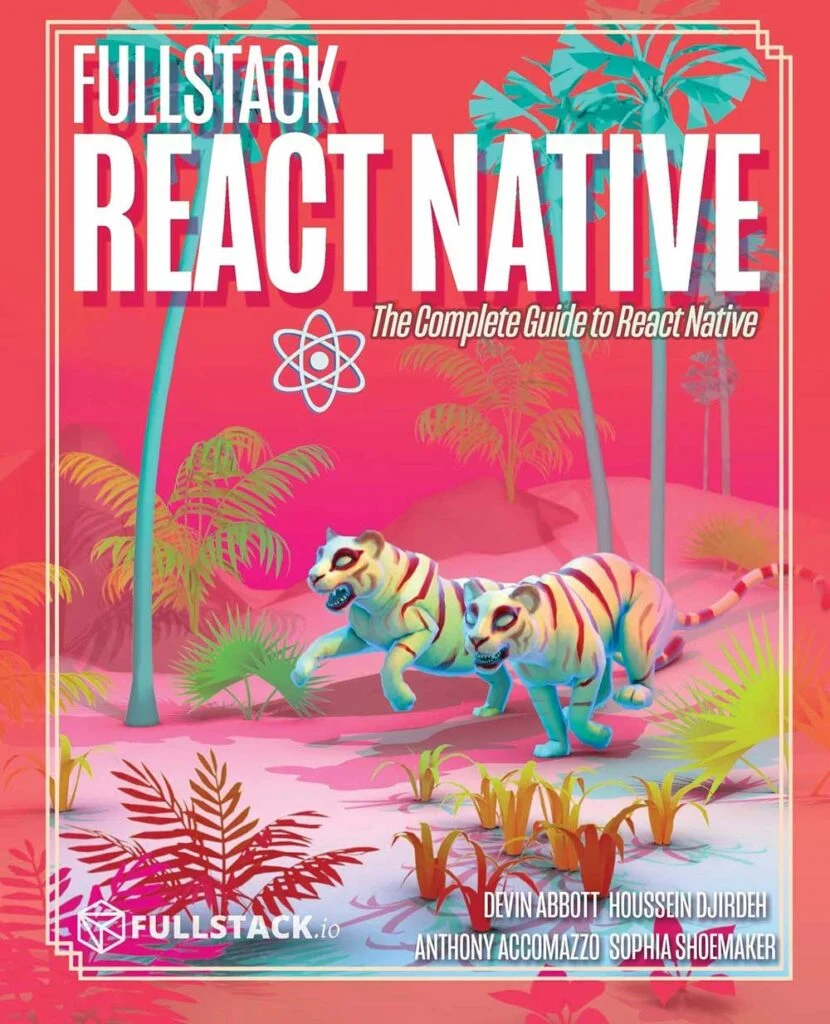 FULLSTACK
REACT NATIVE
The Complete Guide to React Native
DEVIN ABBOTT HOUSSEIN DJIRDEH
FULLSTACK.io
ANTHONY ACCOMAZZO SOPHIA SHOEMAKER